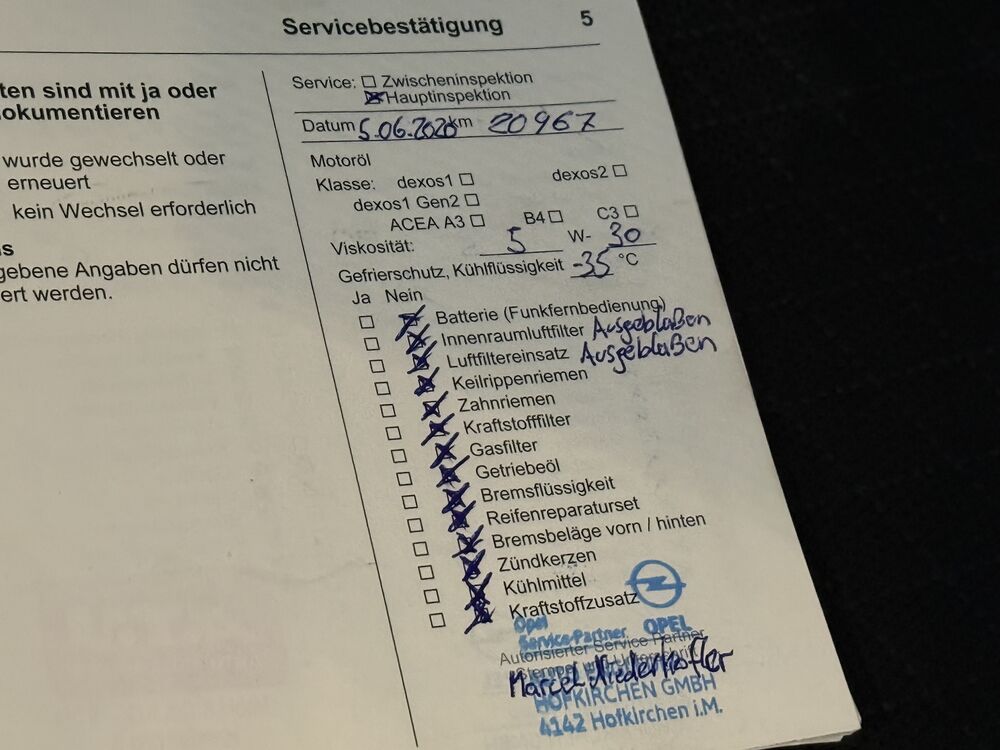 Servicebestätigung 5
ten sind mit ja oder
okumentieren
wurde gewechselt oder
erneuert
kein Wechsel erforderlich
s
gebene Angaben dürfen nicht
ert werden.
Service: ☐ Zwischeninspektion
☒ Hauptinspektion
Datum 5.06.2020 km 20967
Motoröl
Klasse: dexos1 ☐ dexos2 ☐
dexos1 Gen2 ☐
ACEA A3 ☐ B4 ☐ C3 ☐
Viskosität: 5 W- 30
Gefrierschutz, Kühlflüssigkeit -35 °C
Ja Nein
☐ ☒ Batterie (Funkfernbedienung)
☐ ☒ Innenraumluftfilter Ausgeblaßen
☐ ☒ Luftfiltereinsatz Ausgeblaßen
☐ ☒ Keilrippenriemen
☐ ☒ Zahnriemen
☐ ☒ Kraftstofffilter
☐ ☒ Gasfilter
☐ ☒ Getriebeöl
☐ ☒ Bremsflüssigkeit
☐ ☒ Reifenreparaturset
☐ ☒ Bremsbeläge vorn / hinten
☐ ☒ Zündkerzen
☐ ☒ Kühlmittel
☐ ☒ Kraftstoffzusatz
Opel
Service-Partner OPEL
Autorisierter Service Partner
Marcel Niederhofler
HOFKIRCHEN GMBH
4142 Hofkirchen i.M.